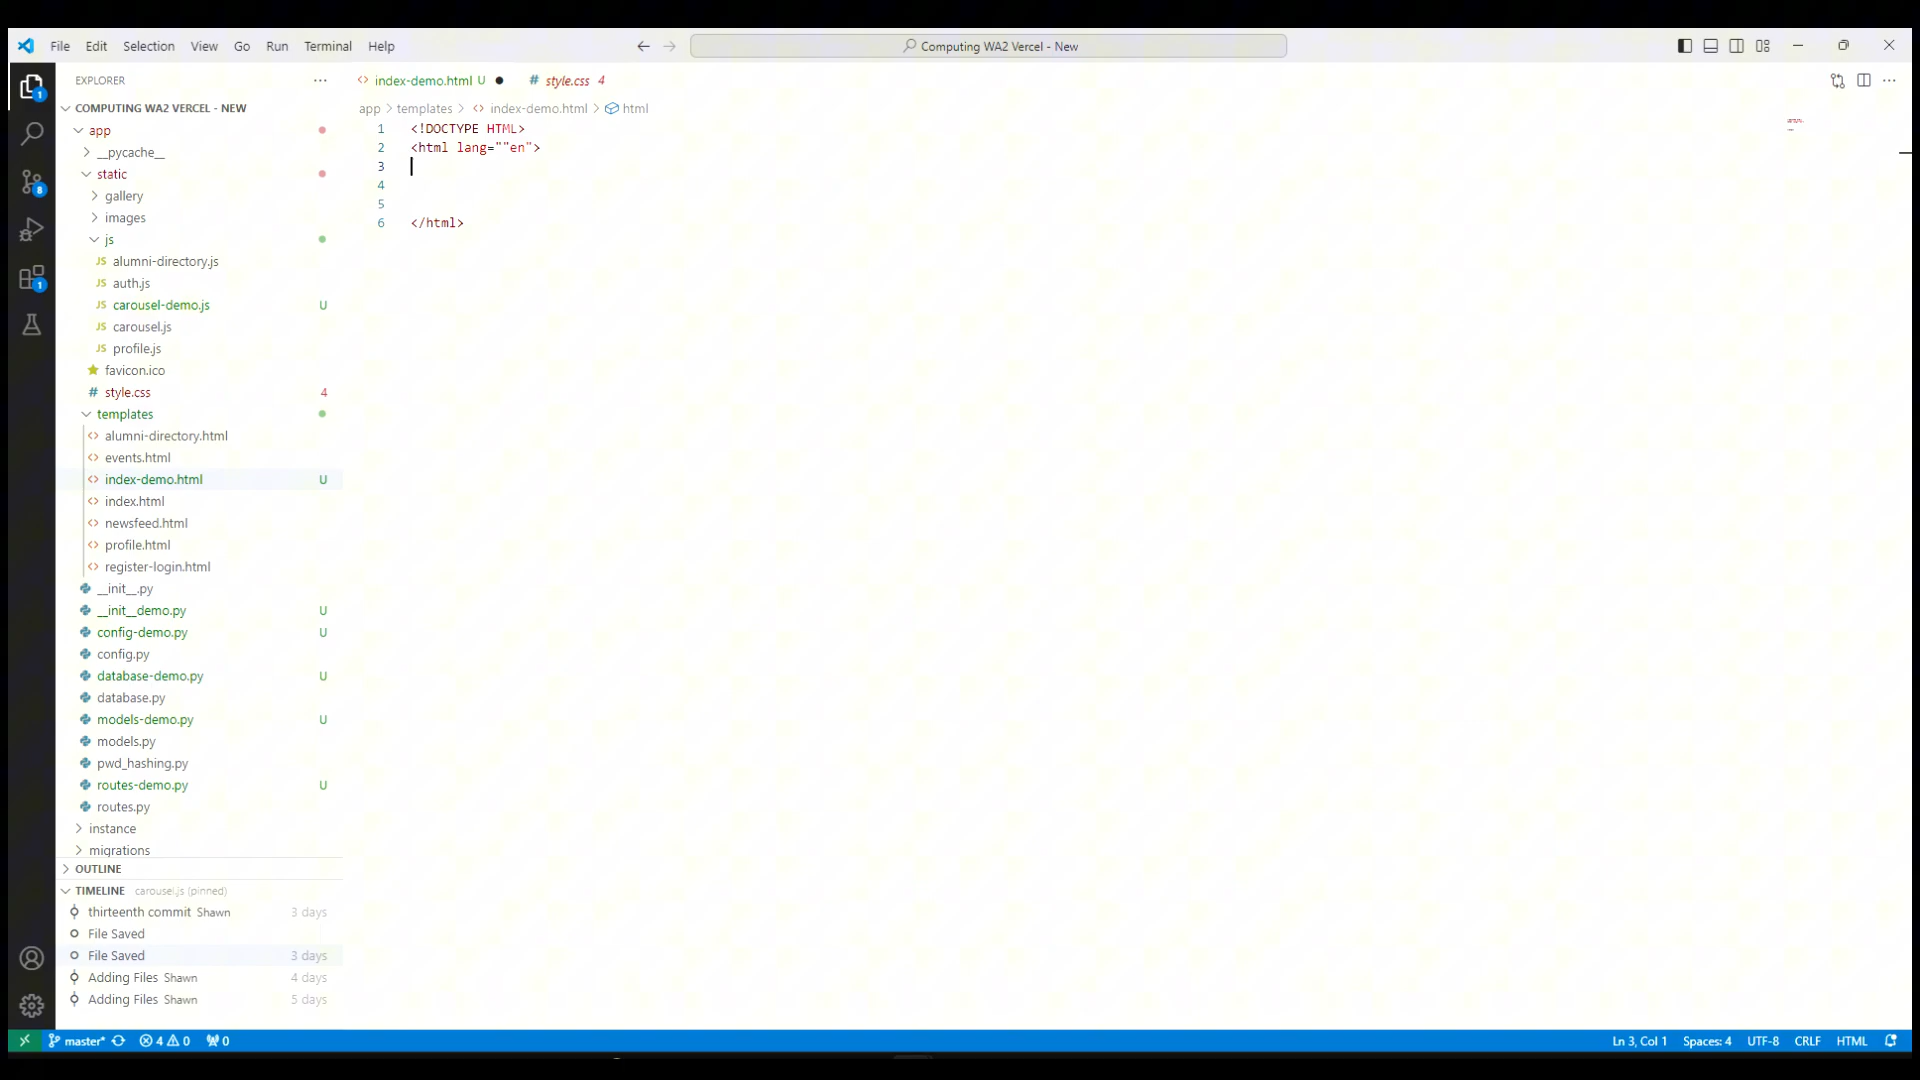 File Edit Selection View Go Run Terminal Help
Computing WA2 Vercel - New
EXPLORER
index-demo.html U
# style.css 4
COMPUTING WA2 VERCEL - NEW
app > templates > index-demo.html > html
app
__pycache__
static
gallery
images
js
JS alumni-directory.js
JS auth.js
JS carousel-demo.js U
JS carousel.js
JS profile.js
favicon.ico
# style.css 4
templates
alumni-directory.html
events.html
index-demo.html U
index.html
newsfeed.html
profile.html
register-login.html
__init__.py
__init__demo.py U
config-demo.py U
config.py
database-demo.py U
database.py
models-demo.py U
models.py
pwd_hashing.py
routes-demo.py U
routes.py
instance
migrations
OUTLINE
TIMELINE carousel.js (pinned)
thirteenth commit Shawn 3 days
File Saved
File Saved 3 days
Adding Files Shawn 4 days
Adding Files Shawn 5 days
1 <!DOCTYPE HTML>
2 <html lang=""en">
3
4
5
6 </html>
1
8
1
master* 4 0 0
Ln 3, Col 1 Spaces: 4 UTF-8 CRLF HTML